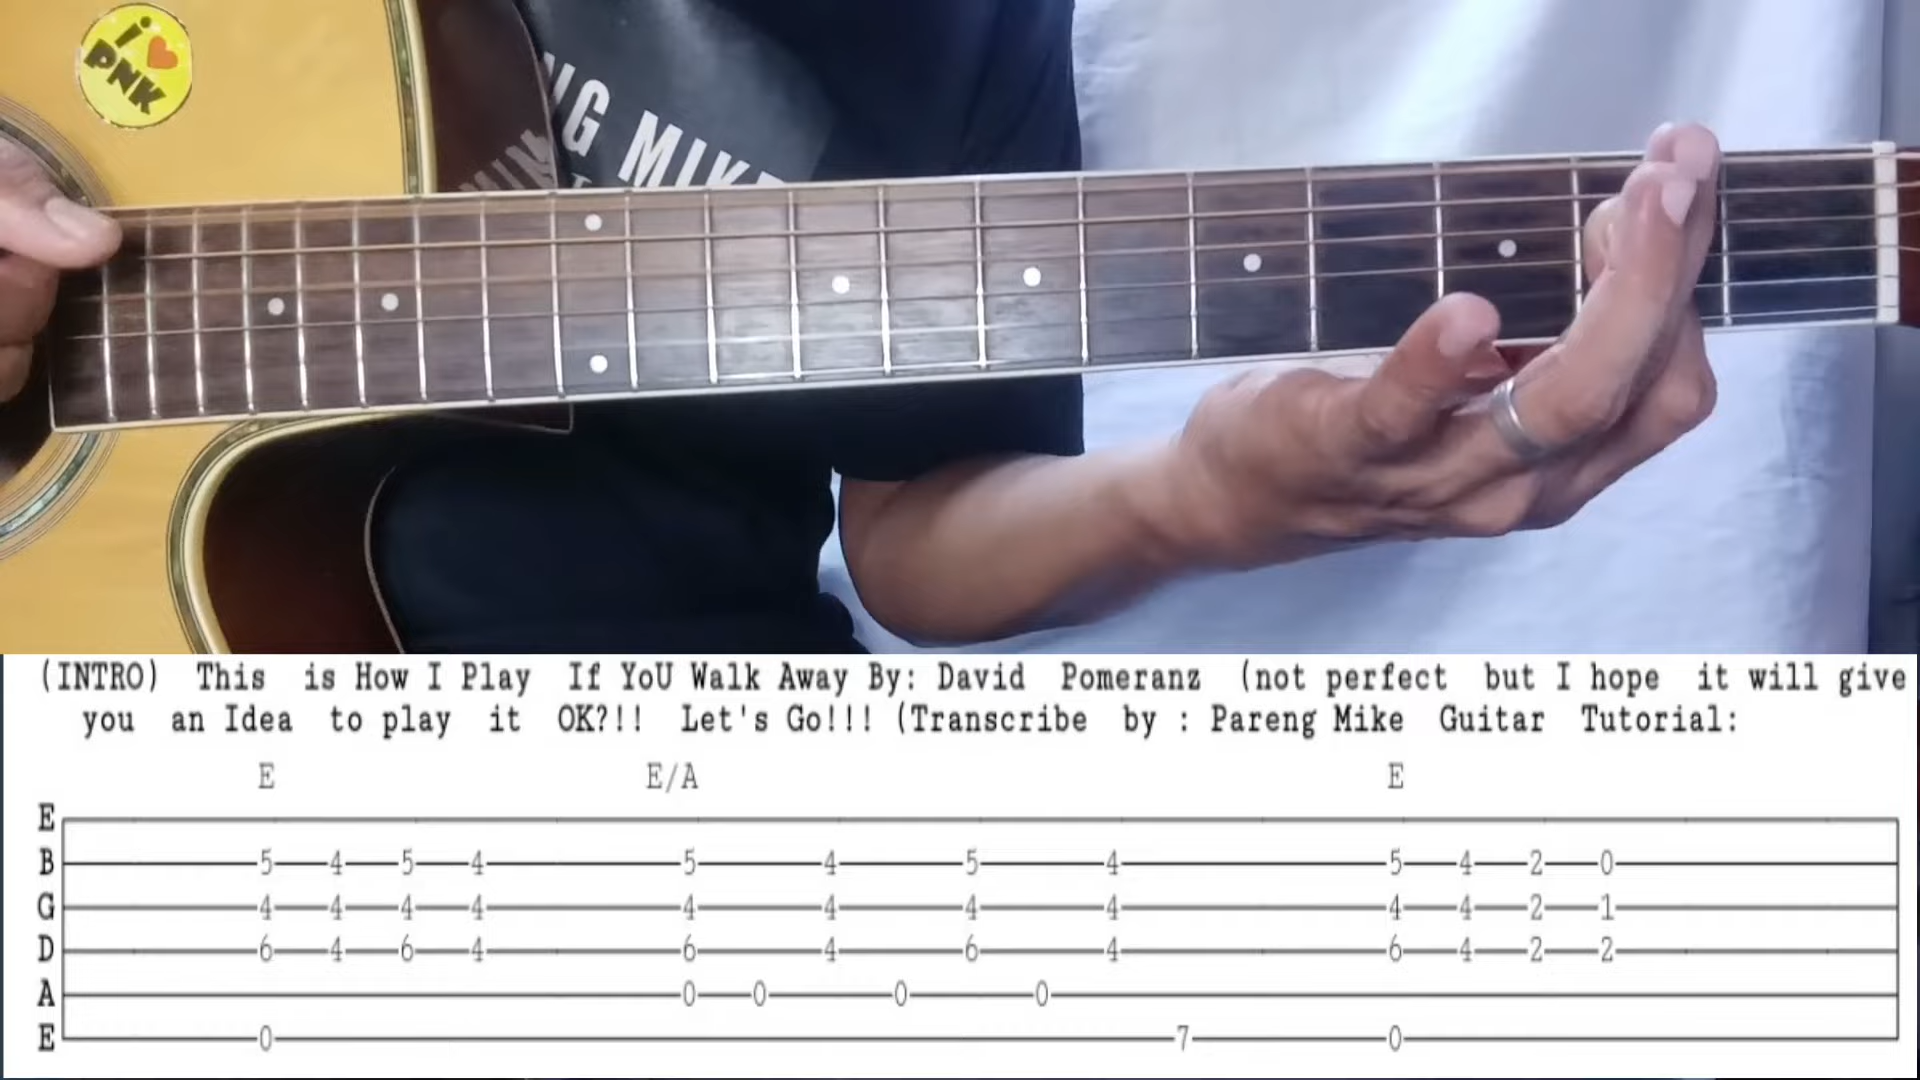 i
PNK
NG MIKE
(INTRO) This is How I Play If YoU Walk Away By: David Pomeranz (not perfect but I hope it will give
you an Idea to play it OK?!! Let's Go!!! (Transcribe by : Pareng Mike Guitar Tutorial:
E E/A E
E
B 5 4 5 4 5 4 5 4 5 4 2 0
G 4 4 4 4 4 4 4 4 4 4 2 1
D 6 4 6 4 6 4 6 4 6 4 2 2
A 0 0 0 0
E 0 7 0